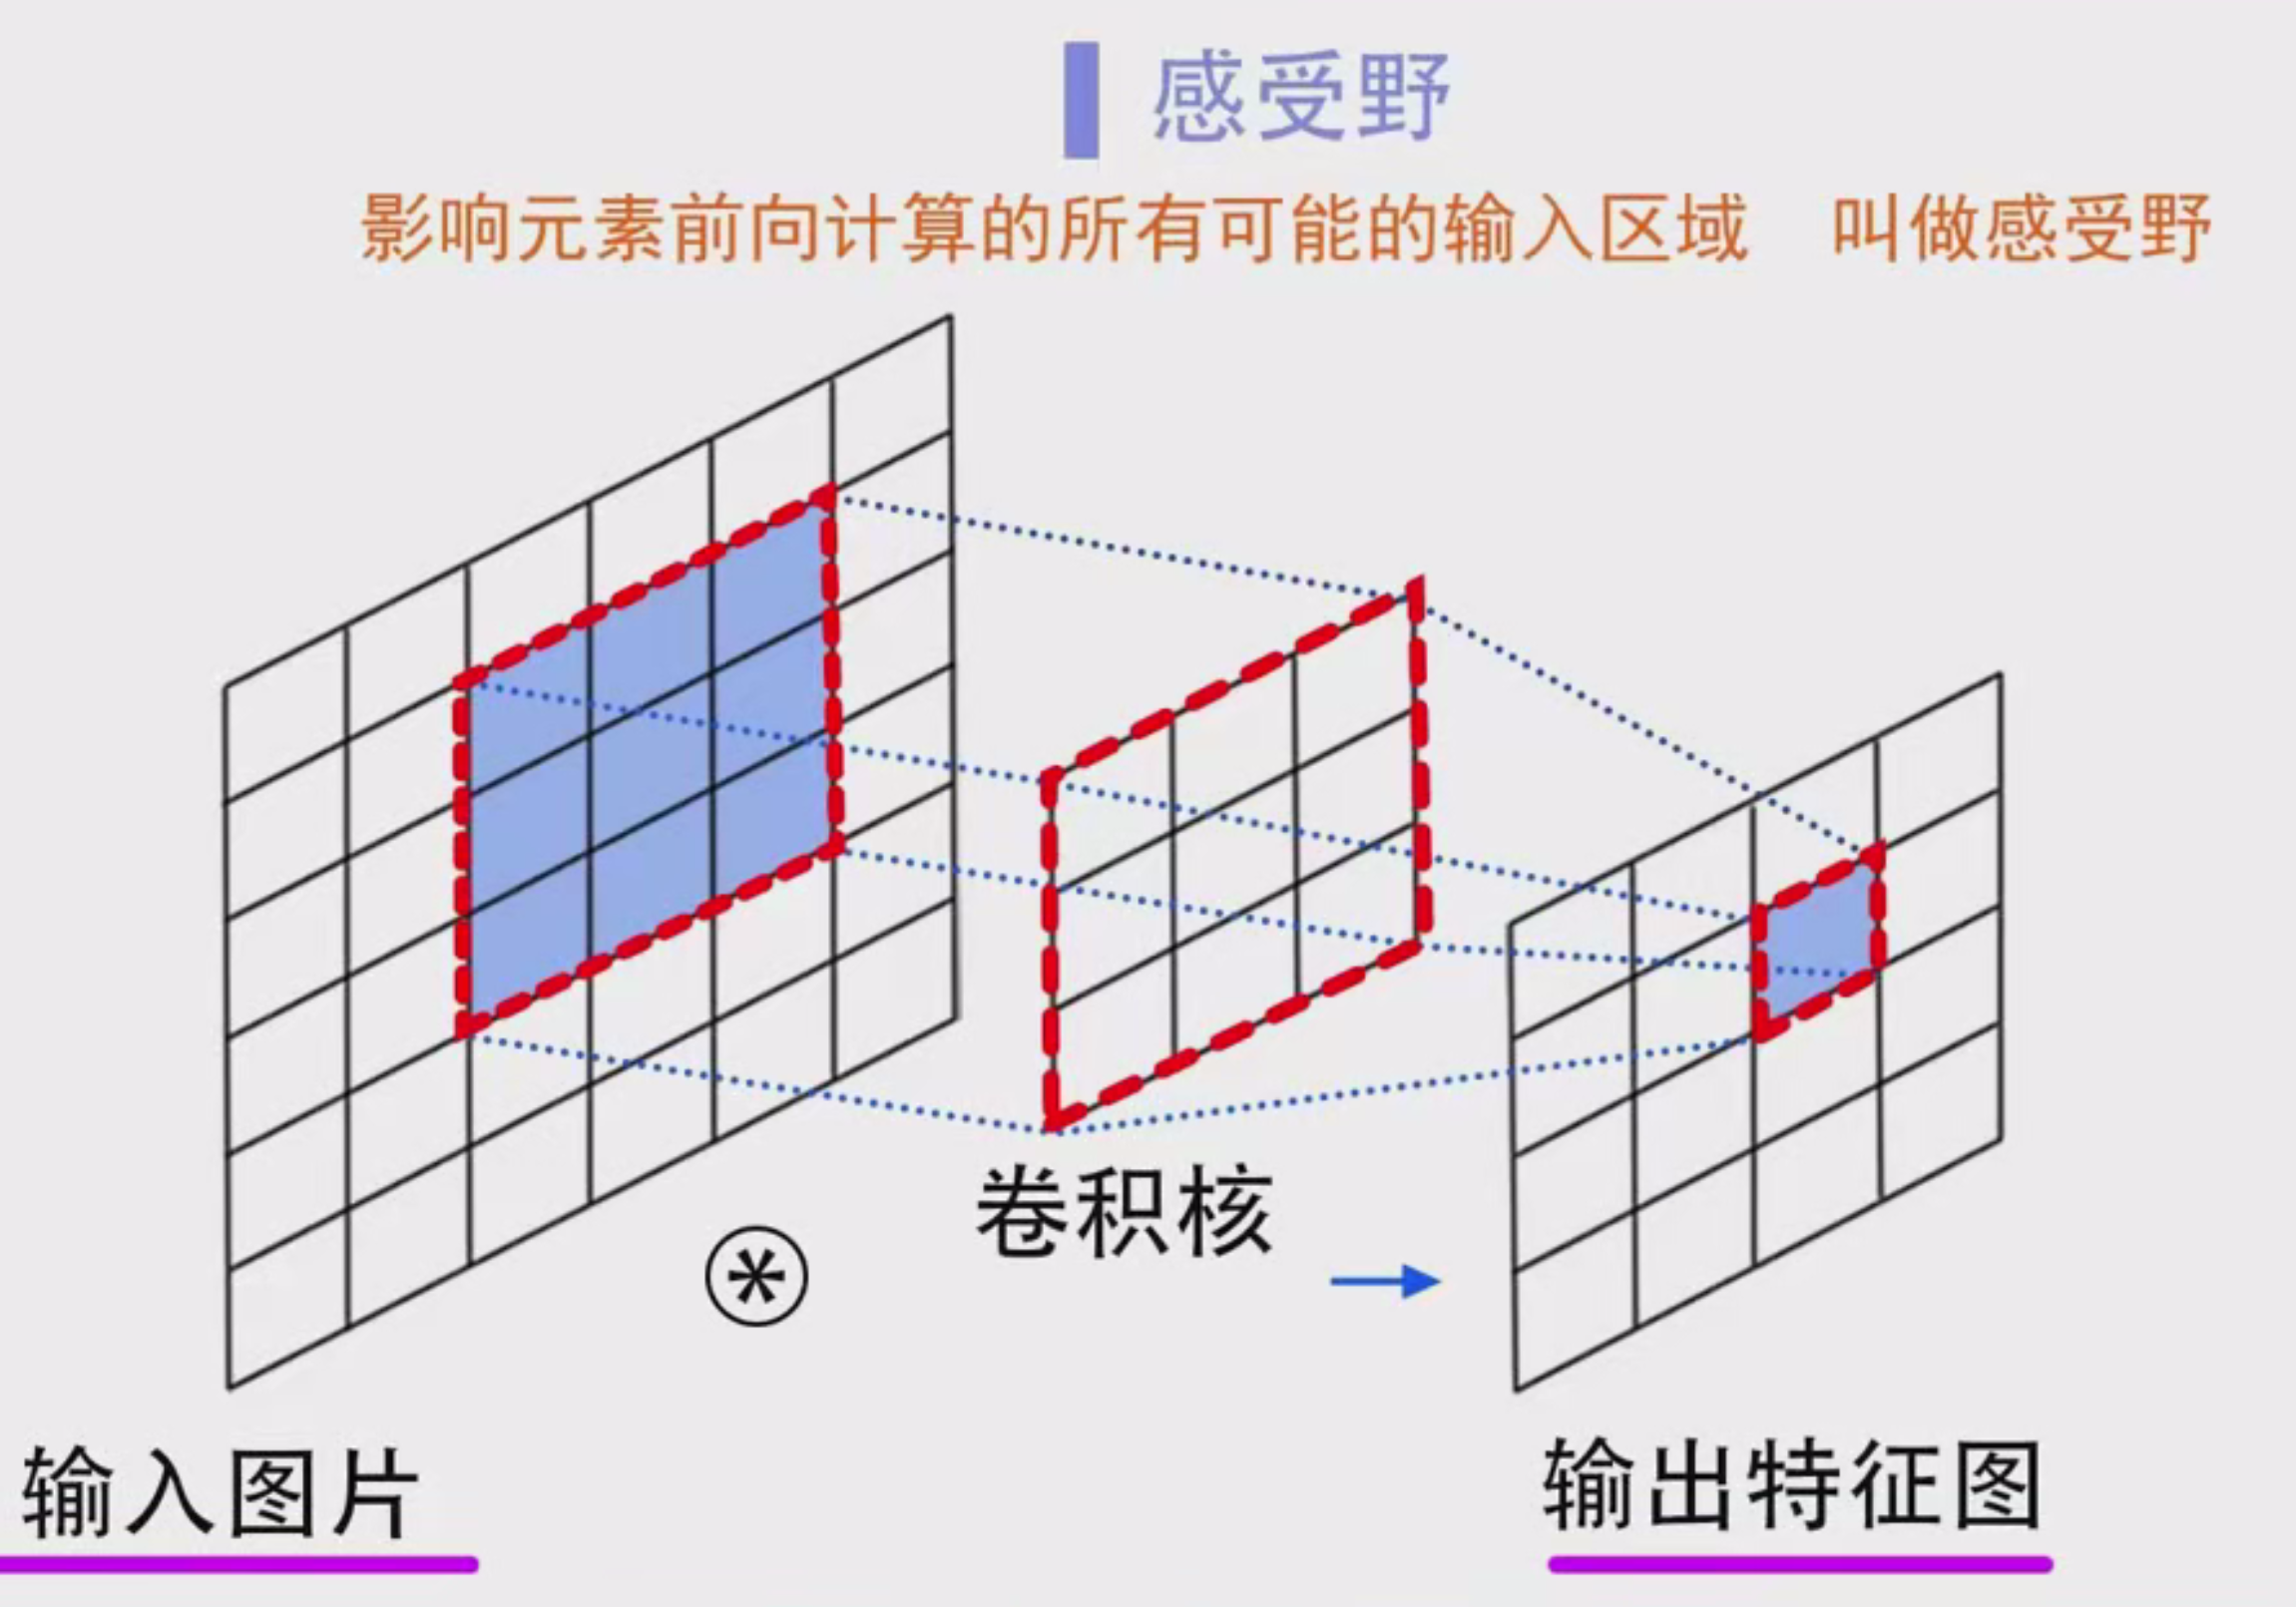 感受野
影响元素前向计算的所有可能的输入区域 叫做感受野
卷积核
输入图片
输出特征图